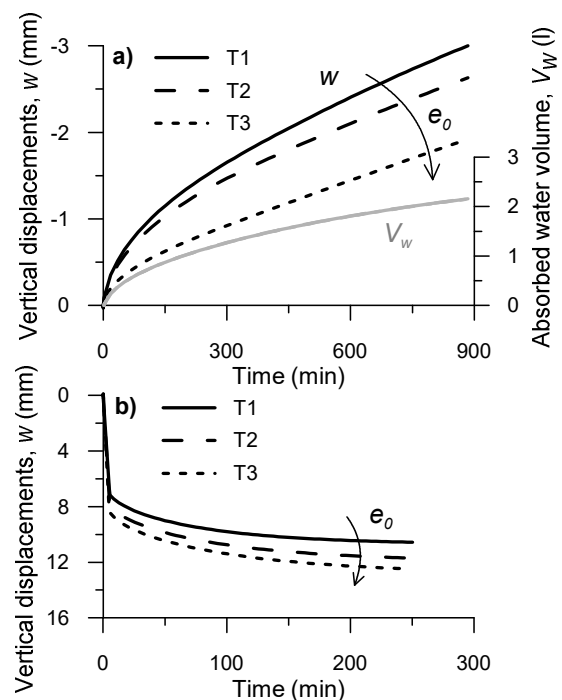 Vertical displacements, w (mm)
-3
-2
-1
0
a)
T1
T2
T3
w
e0
Vw
3
2
1
0
Absorbed water volume, VW (l)
0 300 600 900
Time (min)
Vertical displacements, w (mm)
0
4
8
12
16
b)
T1
T2
T3
e0
0 100 200 300
Time (min)